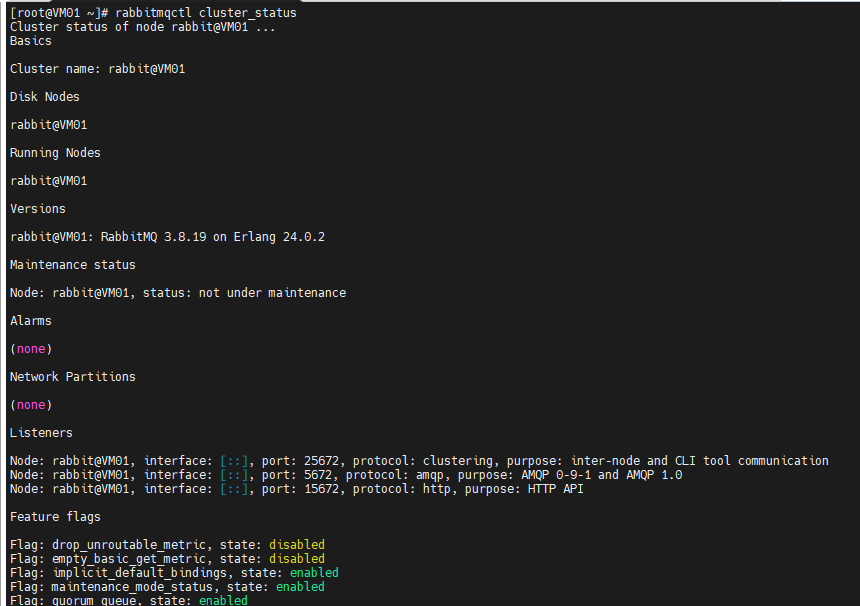 [root@VM01 ~]# rabbitmqctl cluster_status
Cluster status of node rabbit@VM01 ...
Basics
Cluster name: rabbit@VM01
Disk Nodes
rabbit@VM01
Running Nodes
rabbit@VM01
Versions
rabbit@VM01: RabbitMQ 3.8.19 on Erlang 24.0.2
Maintenance status
Node: rabbit@VM01, status: not under maintenance
Alarms
(none)
Network Partitions
(none)
Listeners
Node: rabbit@VM01, interface: [::], port: 25672, protocol: clustering, purpose: inter-node and CLI tool communication
Node: rabbit@VM01, interface: [::], port: 5672, protocol: amqp, purpose: AMQP 0-9-1 and AMQP 1.0
Node: rabbit@VM01, interface: [::], port: 15672, protocol: http, purpose: HTTP API
Feature flags
Flag: drop_unroutable_metric, state: disabled
Flag: empty_basic_get_metric, state: disabled
Flag: implicit_default_bindings, state: enabled
Flag: maintenance_mode_status, state: enabled
Flag: quorum_queue, state: enabled